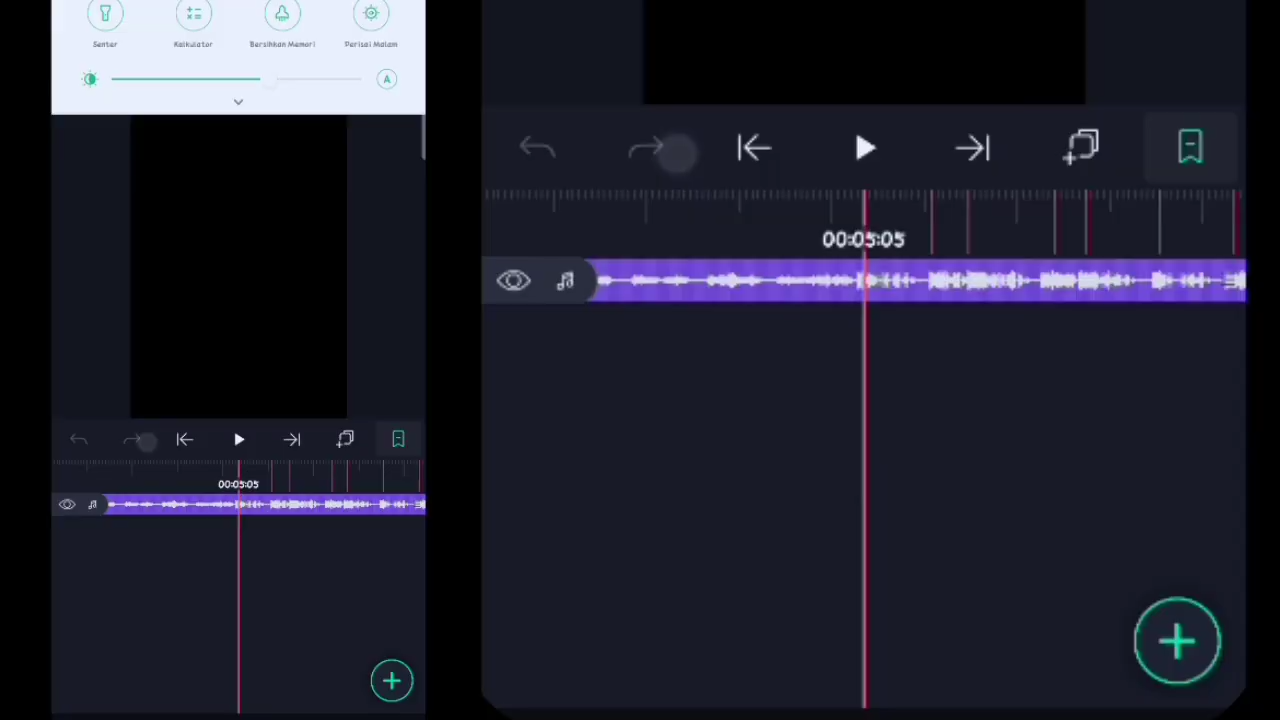 Senter
Kalkulator
Bersihkan Memori
Perisai Malam
A
00:05:05
00:05:05